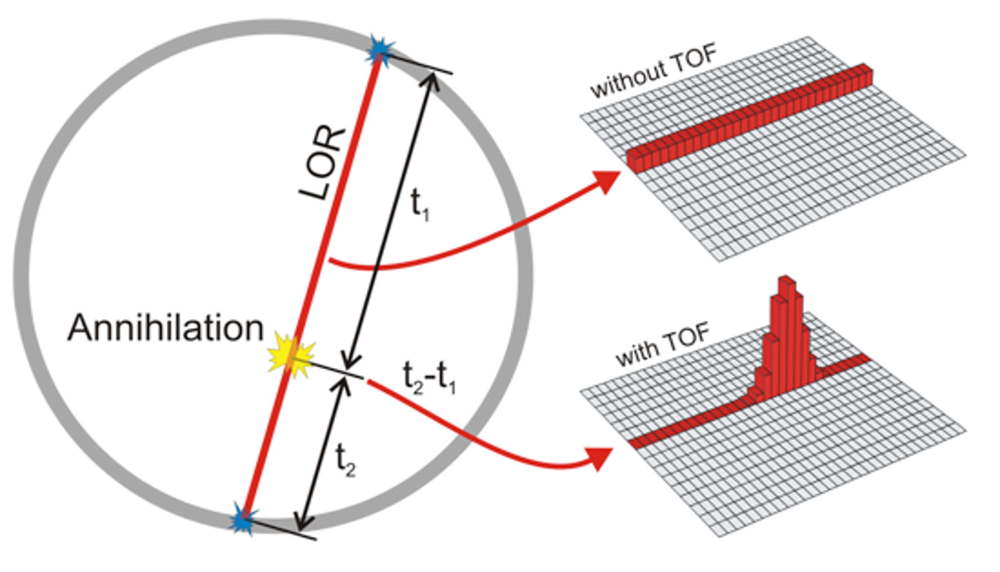 without TOF
LOR
t₁
Annihilation
with TOF
t₂-t₁
t₂